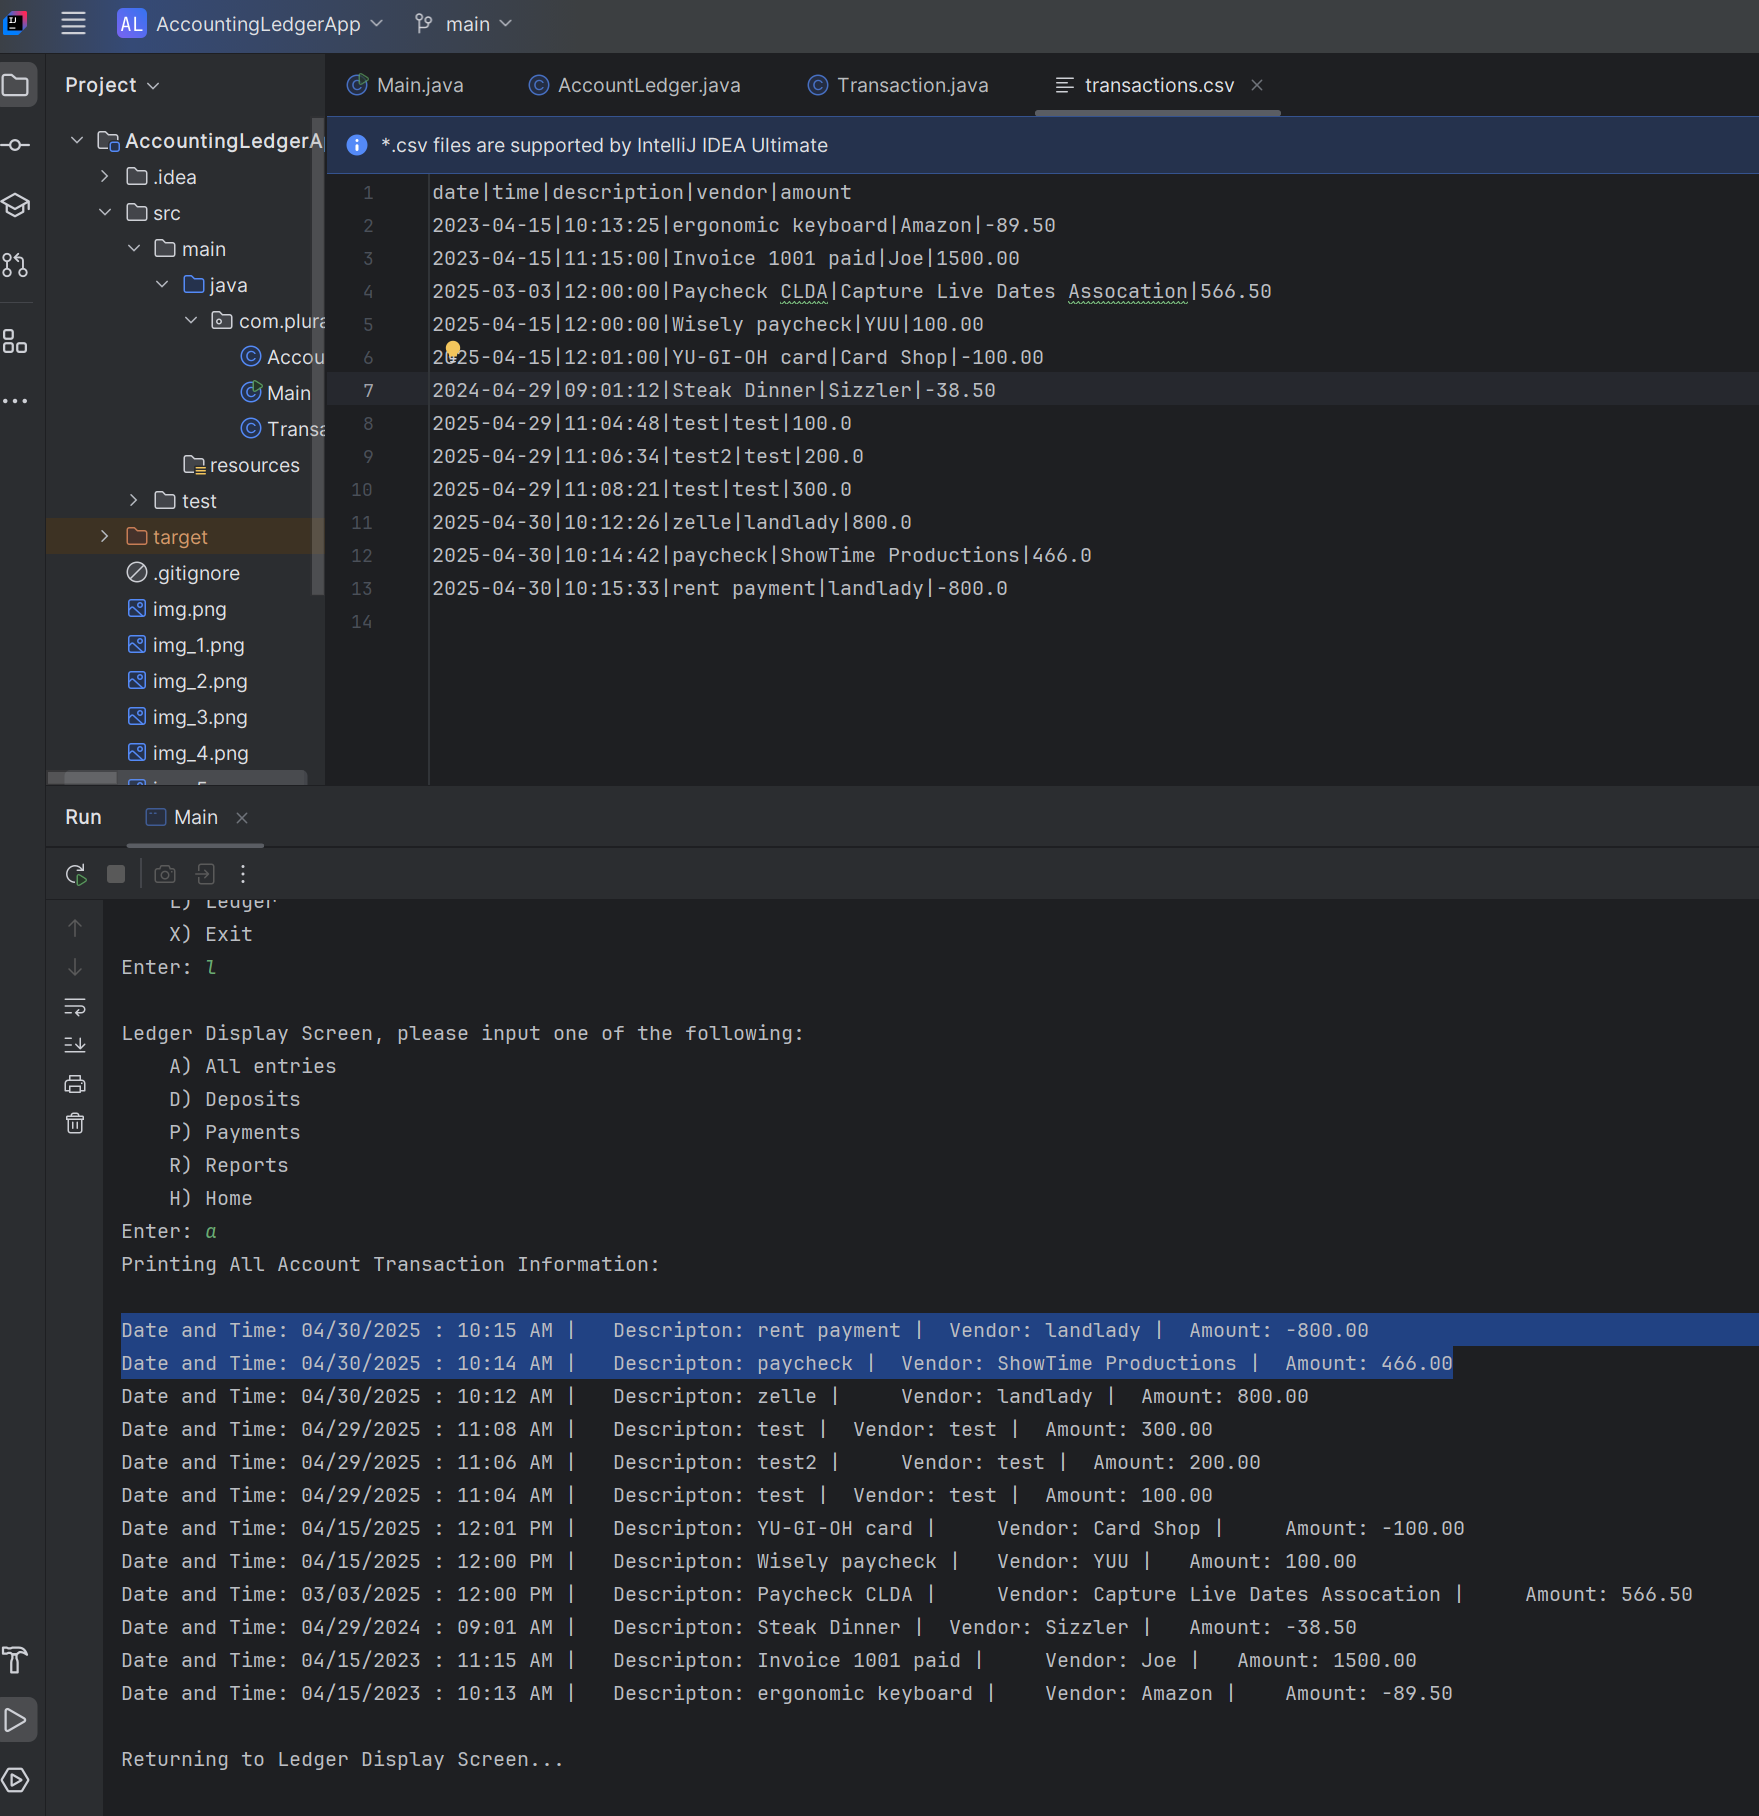 AL AccountingLedgerApp main
Project
Main.java AccountLedger.java Transaction.java transactions.csv
*.csv files are supported by IntelliJ IDEA Ultimate
AccountingLedgerA
.idea
src
main
java
com.plura
Accou
Main
Transa
resources
test
target
.gitignore
img.png
img_1.png
img_2.png
img_3.png
img_4.png
1 date|time|description|vendor|amount
2 2023-04-15|10:13:25|ergonomic keyboard|Amazon|-89.50
3 2023-04-15|11:15:00|Invoice 1001 paid|Joe|1500.00
4 2025-03-03|12:00:00|Paycheck CLDA|Capture Live Dates Assocation|566.50
5 2025-04-15|12:00:00|Wisely paycheck|YUU|100.00
6 2025-04-15|12:01:00|YU-GI-OH card|Card Shop|-100.00
7 2024-04-29|09:01:12|Steak Dinner|Sizzler|-38.50
8 2025-04-29|11:04:48|test|test|100.0
9 2025-04-29|11:06:34|test2|test|200.0
10 2025-04-29|11:08:21|test|test|300.0
11 2025-04-30|10:12:26|zelle|landlady|800.0
12 2025-04-30|10:14:42|paycheck|ShowTime Productions|466.0
13 2025-04-30|10:15:33|rent payment|landlady|-800.0
14
Run Main
L) Ledger
X) Exit
Enter: l
Ledger Display Screen, please input one of the following:
A) All entries
D) Deposits
P) Payments
R) Reports
H) Home
Enter: a
Printing All Account Transaction Information:
Date and Time: 04/30/2025 : 10:15 AM | Descripton: rent payment | Vendor: landlady | Amount: -800.00
Date and Time: 04/30/2025 : 10:14 AM | Descripton: paycheck | Vendor: ShowTime Productions | Amount: 466.00
Date and Time: 04/30/2025 : 10:12 AM | Descripton: zelle | Vendor: landlady | Amount: 800.00
Date and Time: 04/29/2025 : 11:08 AM | Descripton: test | Vendor: test | Amount: 300.00
Date and Time: 04/29/2025 : 11:06 AM | Descripton: test2 | Vendor: test | Amount: 200.00
Date and Time: 04/29/2025 : 11:04 AM | Descripton: test | Vendor: test | Amount: 100.00
Date and Time: 04/15/2025 : 12:01 PM | Descripton: YU-GI-OH card | Vendor: Card Shop | Amount: -100.00
Date and Time: 04/15/2025 : 12:00 PM | Descripton: Wisely paycheck | Vendor: YUU | Amount: 100.00
Date and Time: 03/03/2025 : 12:00 PM | Descripton: Paycheck CLDA | Vendor: Capture Live Dates Assocation | Amount: 566.50
Date and Time: 04/29/2024 : 09:01 AM | Descripton: Steak Dinner | Vendor: Sizzler | Amount: -38.50
Date and Time: 04/15/2023 : 11:15 AM | Descripton: Invoice 1001 paid | Vendor: Joe | Amount: 1500.00
Date and Time: 04/15/2023 : 10:13 AM | Descripton: ergonomic keyboard | Vendor: Amazon | Amount: -89.50
Returning to Ledger Display Screen...